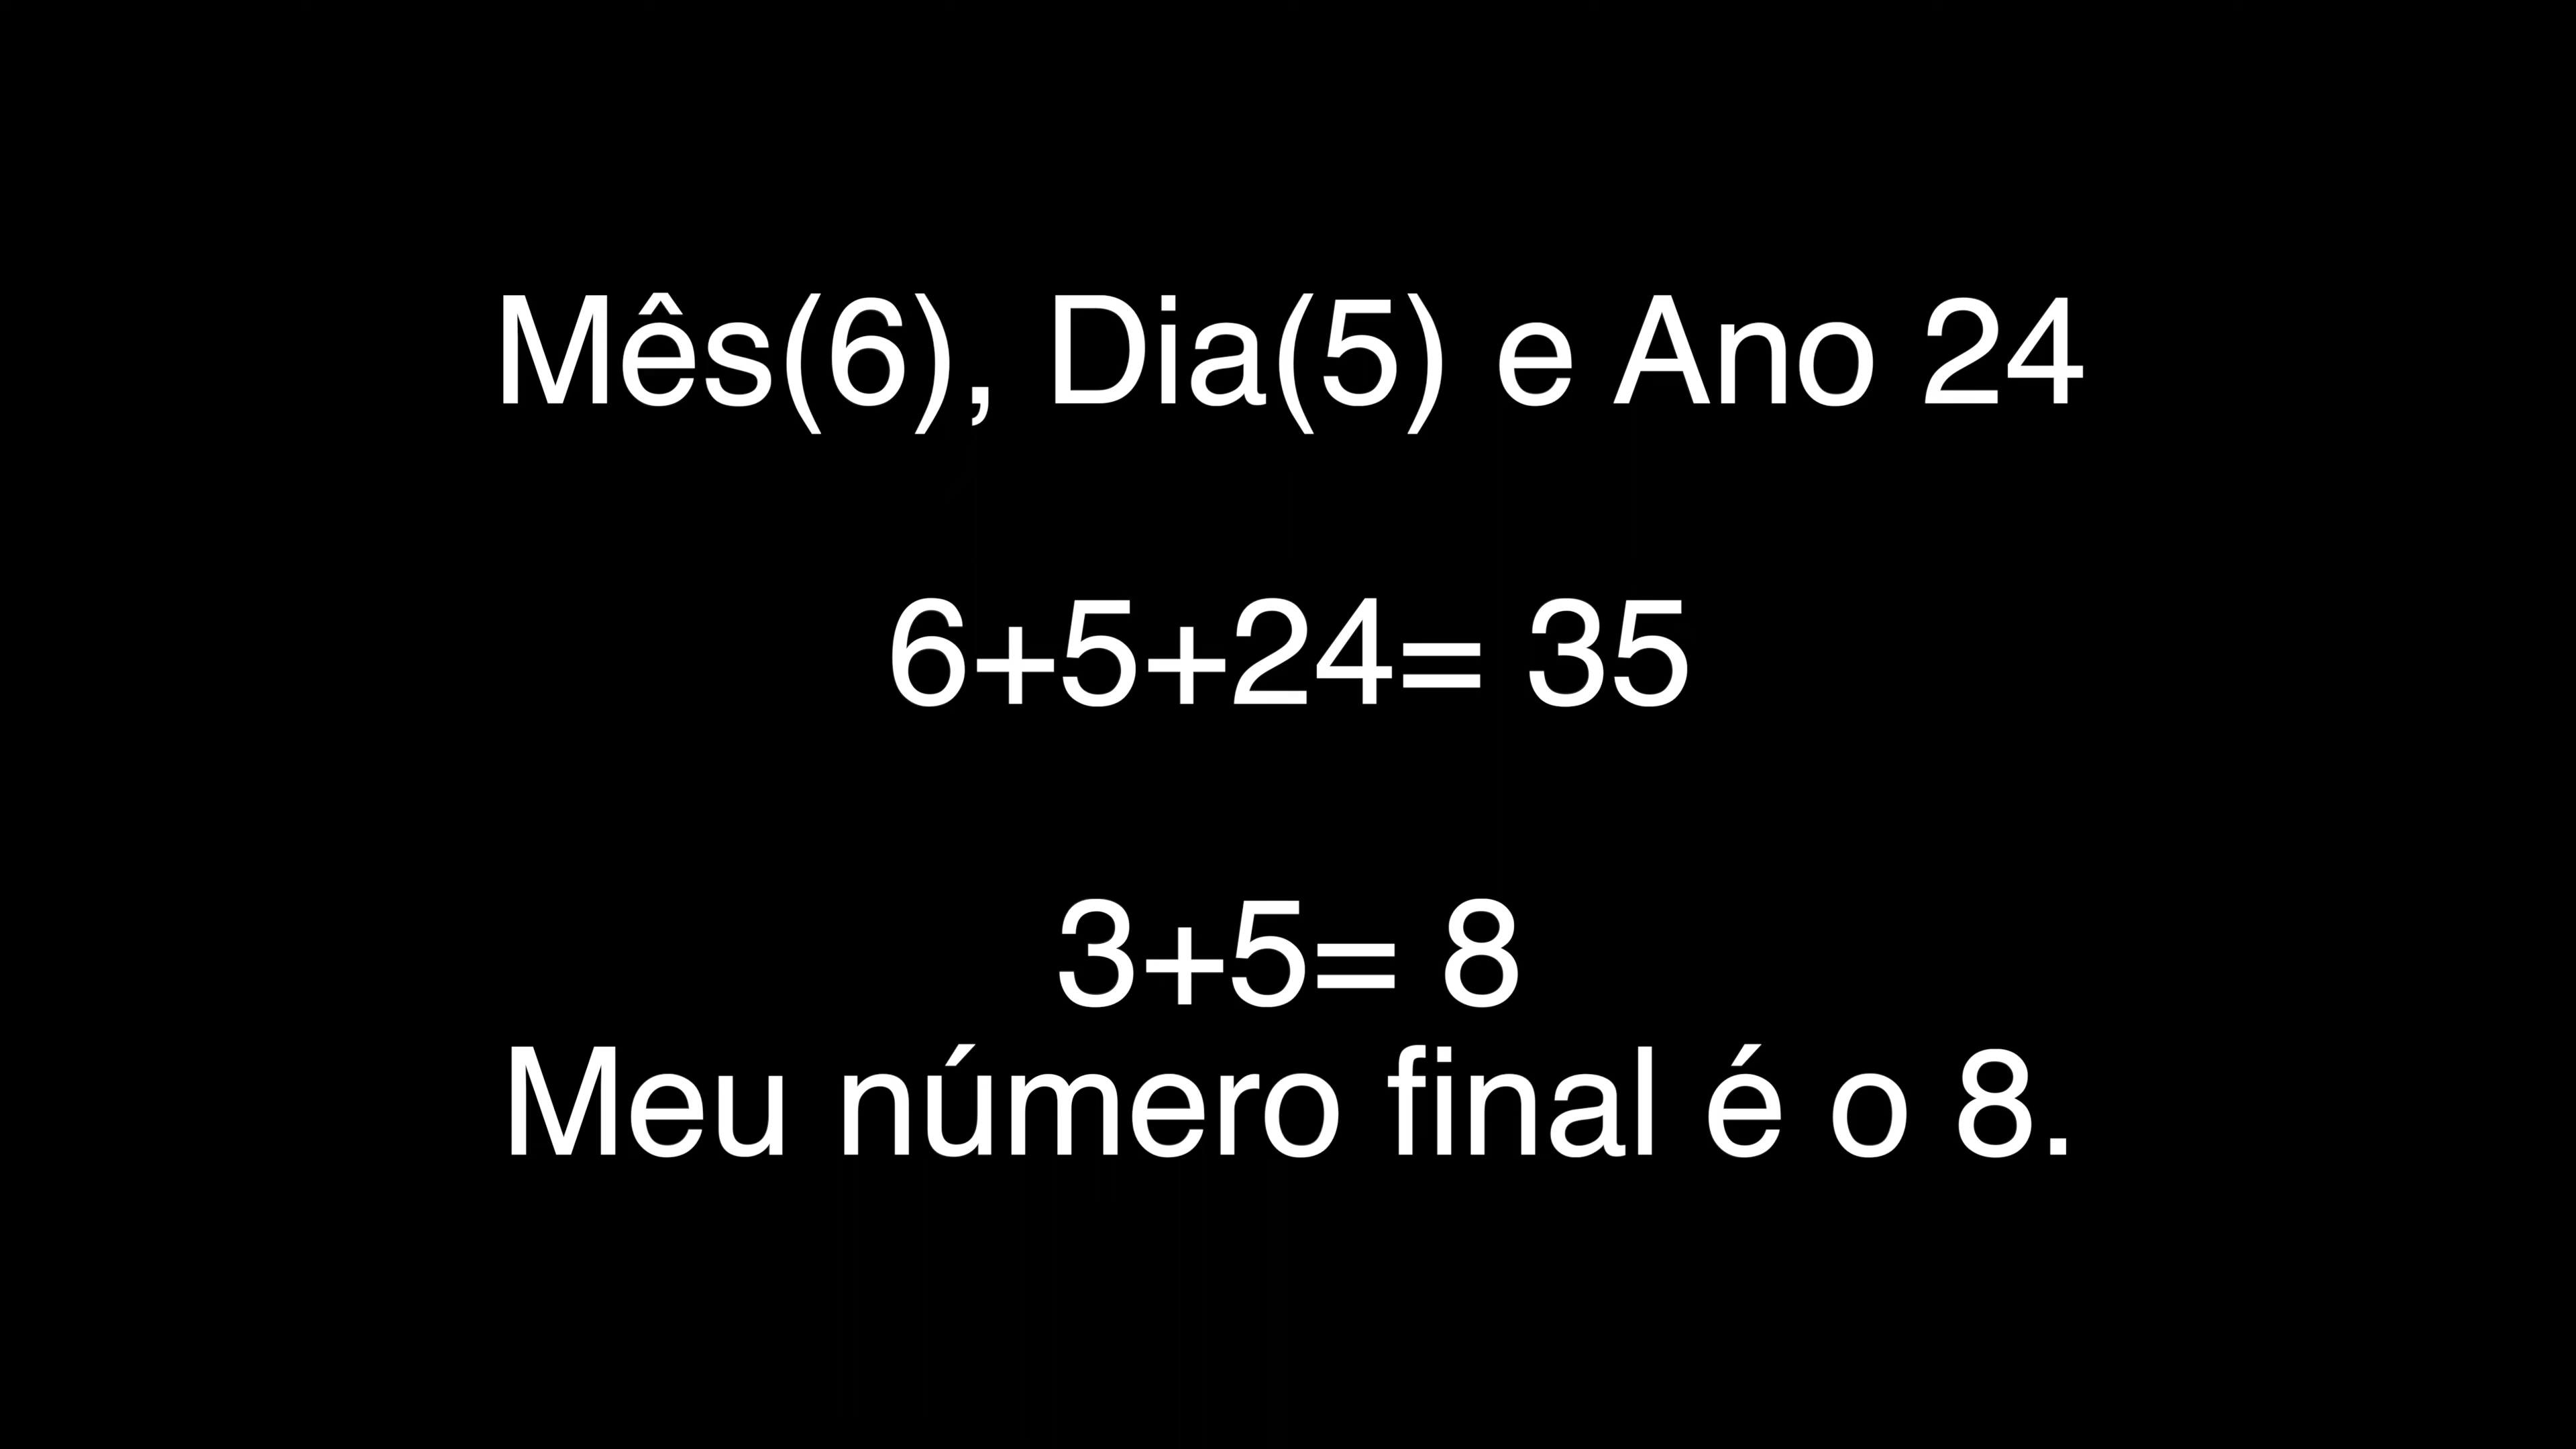 Mês(6), Dia(5) e Ano 24
6+5+24= 35
3+5= 8
Meu número final é o 8.